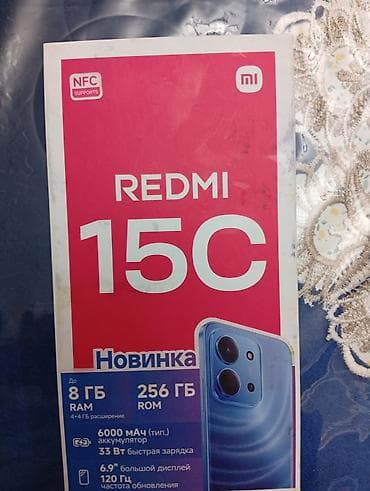 NFC
SUPPORTS
mi
REDMI
15C
Новинка
До
8 ГБ
RAM
4+4 ГБ расширение
256 ГБ
ROM
6000 мАч (тип.)
аккумулятор
33 Вт быстрая зарядка
6.9" большой дисплей
120 Гц
частота обновления